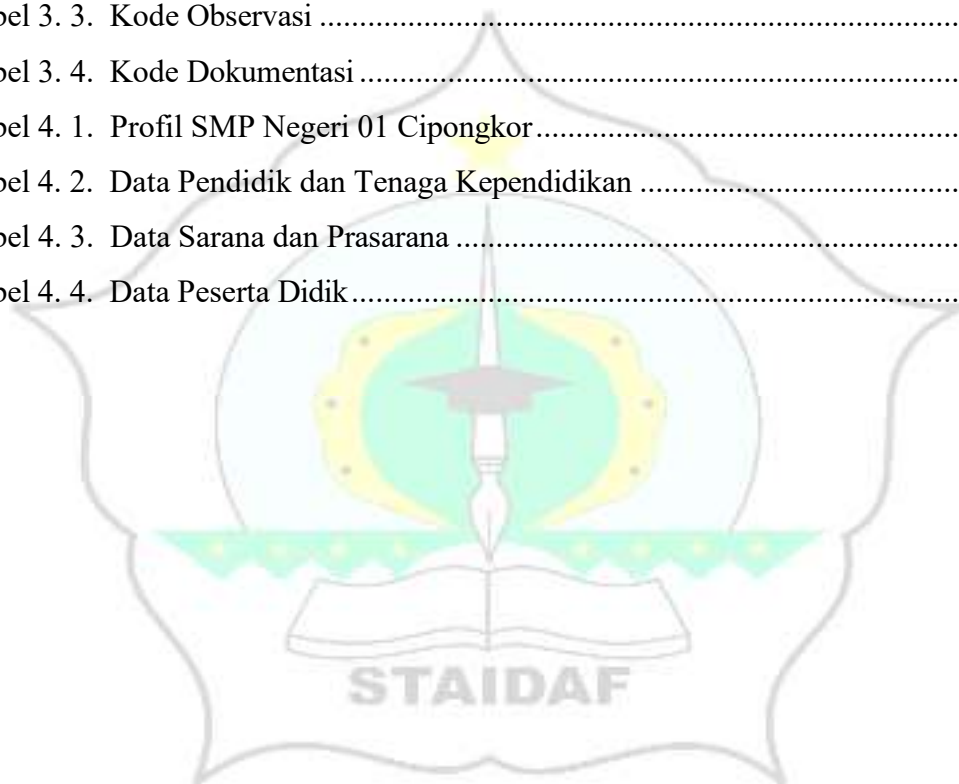 bel 3. 3. Kode Observasi ................................................................................
bel 3. 4. Kode Dokumentasi ...........................................................................
bel 4. 1. Profil SMP Negeri 01 Cipongkor.....................................................
bel 4. 2. Data Pendidik dan Tenaga Kependidikan ........................................
bel 4. 3. Data Sarana dan Prasarana ...............................................................
bel 4. 4. Data Peserta Didik............................................................................
STAIDAF